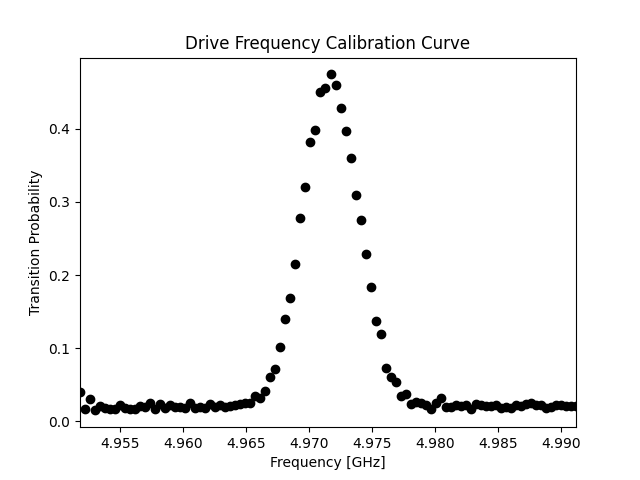 Drive Frequency Calibration Curve
Transition Probability
0.4
0.3
0.2
0.1
0.0
4.955 4.960 4.965 4.970 4.975 4.980 4.985 4.990
Frequency [GHz]